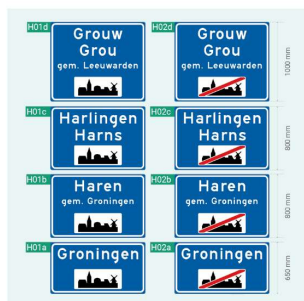 H01d
Grouw
Grou
gem. Leeuwarden
H02d
Grouw
Grou
gem. Leeuwarden
1000 mm
H01c
Harlingen
Harns
H02c
Harlingen
Harns
800 mm
H01b
Haren
gem. Groningen
H02b
Haren
gem. Groningen
800 mm
H01a
Groningen
H02a
Groningen
650 mm